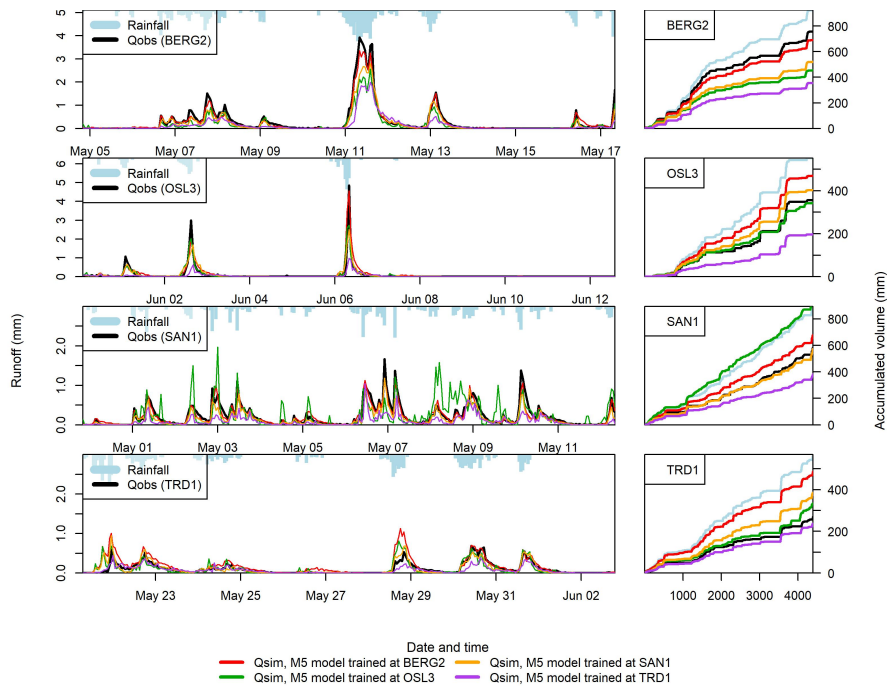 Runoff (mm)
5
4
3
2
1
0
Rainfall
Qobs (BERG2)
May 05
May 07
May 09
May 11
May 13
May 15
May 17
BERG2
800
600
400
200
0
6
5
4
3
2
1
0
Rainfall
Qobs (OSL3)
Jun 02
Jun 04
Jun 06
Jun 08
Jun 10
Jun 12
OSL3
400
200
0
2.0
1.0
0.0
Rainfall
Qobs (SAN1)
May 01
May 03
May 05
May 07
May 09
May 11
SAN1
800
600
400
200
0
2.0
1.0
0.0
Rainfall
Qobs (TRD1)
May 23
May 25
May 27
May 29
May 31
Jun 02
TRD1
400
200
0
1000
2000
3000
4000
Accumulated volume (mm)
Date and time
Qsim, M5 model trained at BERG2
Qsim, M5 model trained at SAN1
Qsim, M5 model trained at OSL3
Qsim, M5 model trained at TRD1